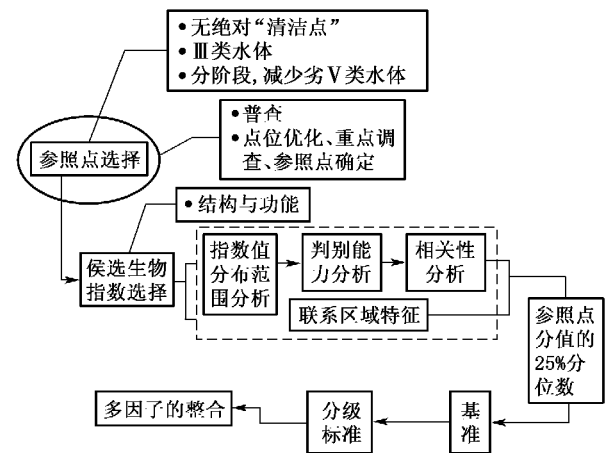 •无绝对“清洁点”
•Ⅲ类水体
•分阶段,减少劣Ⅴ类水体
•普查
•点位优化、重点调
查、参照点确定
参照点选择
•结构与功能
侯选生物
指数选择
指数值
分布范
围分析
判别能
力分析
相关性
分析
联系区域特征
参照点
分值的
25%分
位数
基
准
分级
标准
多因子的整合